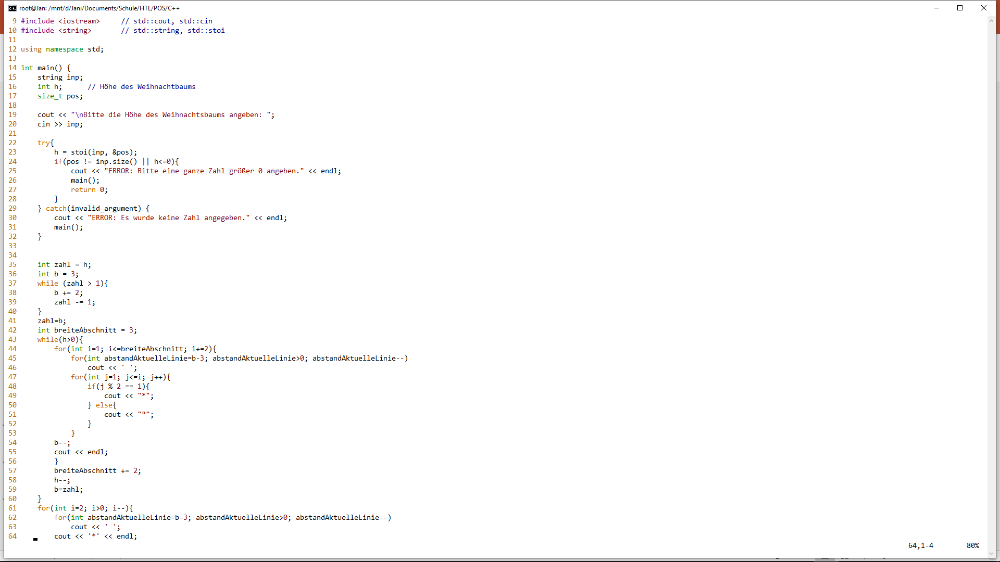 root@Jan: /mnt/d/Jani/Documents/Schule/HTL/POS/C++
9 #include <iostream>     // std::cout, std::cin
10 #include <string>       // std::string, std::stoi
11
12 using namespace std;
13
14 int main() {
15     string inp;
16     int h;      // Höhe des Weihnachtbaums
17     size_t pos;
18
19     cout << "\nBitte die Höhe des Weihnachtsbaums angeben: ";
20     cin >> inp;
21
22     try{
23         h = stoi(inp, &pos);
24         if(pos != inp.size() || h<=0){
25             cout << "ERROR: Bitte eine ganze Zahl größer 0 angeben." << endl;
26             main();
27             return 0;
28         }
29     } catch(invalid_argument) {
30         cout << "ERROR: Es wurde keine Zahl angegeben." << endl;
31         main();
32     }
33
34
35     int zahl = h;
36     int b = 3;
37     while (zahl > 1){
38         b += 2;
39         zahl -= 1;
40     }
41     zahl=b;
42     int breiteAbschnitt = 3;
43     while(h>0){
44         for(int i=1; i<=breiteAbschnitt; i+=2){
45             for(int abstandAktuelleLinie=b-3; abstandAktuelleLinie>0; abstandAktuelleLinie--)
46                 cout << ' ';
47             for(int j=1; j<=i; j++){
48                 if(j % 2 == 1){
49                     cout << "*";
50                 } else{
51                     cout << "°";
52                 }
53             }
54         b--;
55         cout << endl;
56         }
57         breiteAbschnitt += 2;
58         h--;
59         b=zahl;
60     }
61     for(int i=2; i>0; i--){
62         for(int abstandAktuelleLinie=b-3; abstandAktuelleLinie>0; abstandAktuelleLinie--)
63             cout << ' ';
64         cout << '*' << endl;
64,1-4        80%